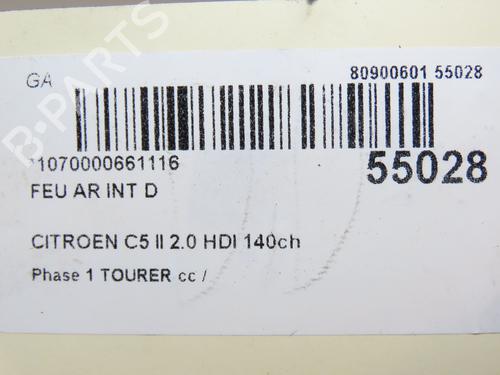 GA
80900601 55028
*1070000661116
55028
FEU AR INT D
CITROEN C5 II 2.0 HDI 140ch
Phase 1 TOURER cc /
B-PARTS